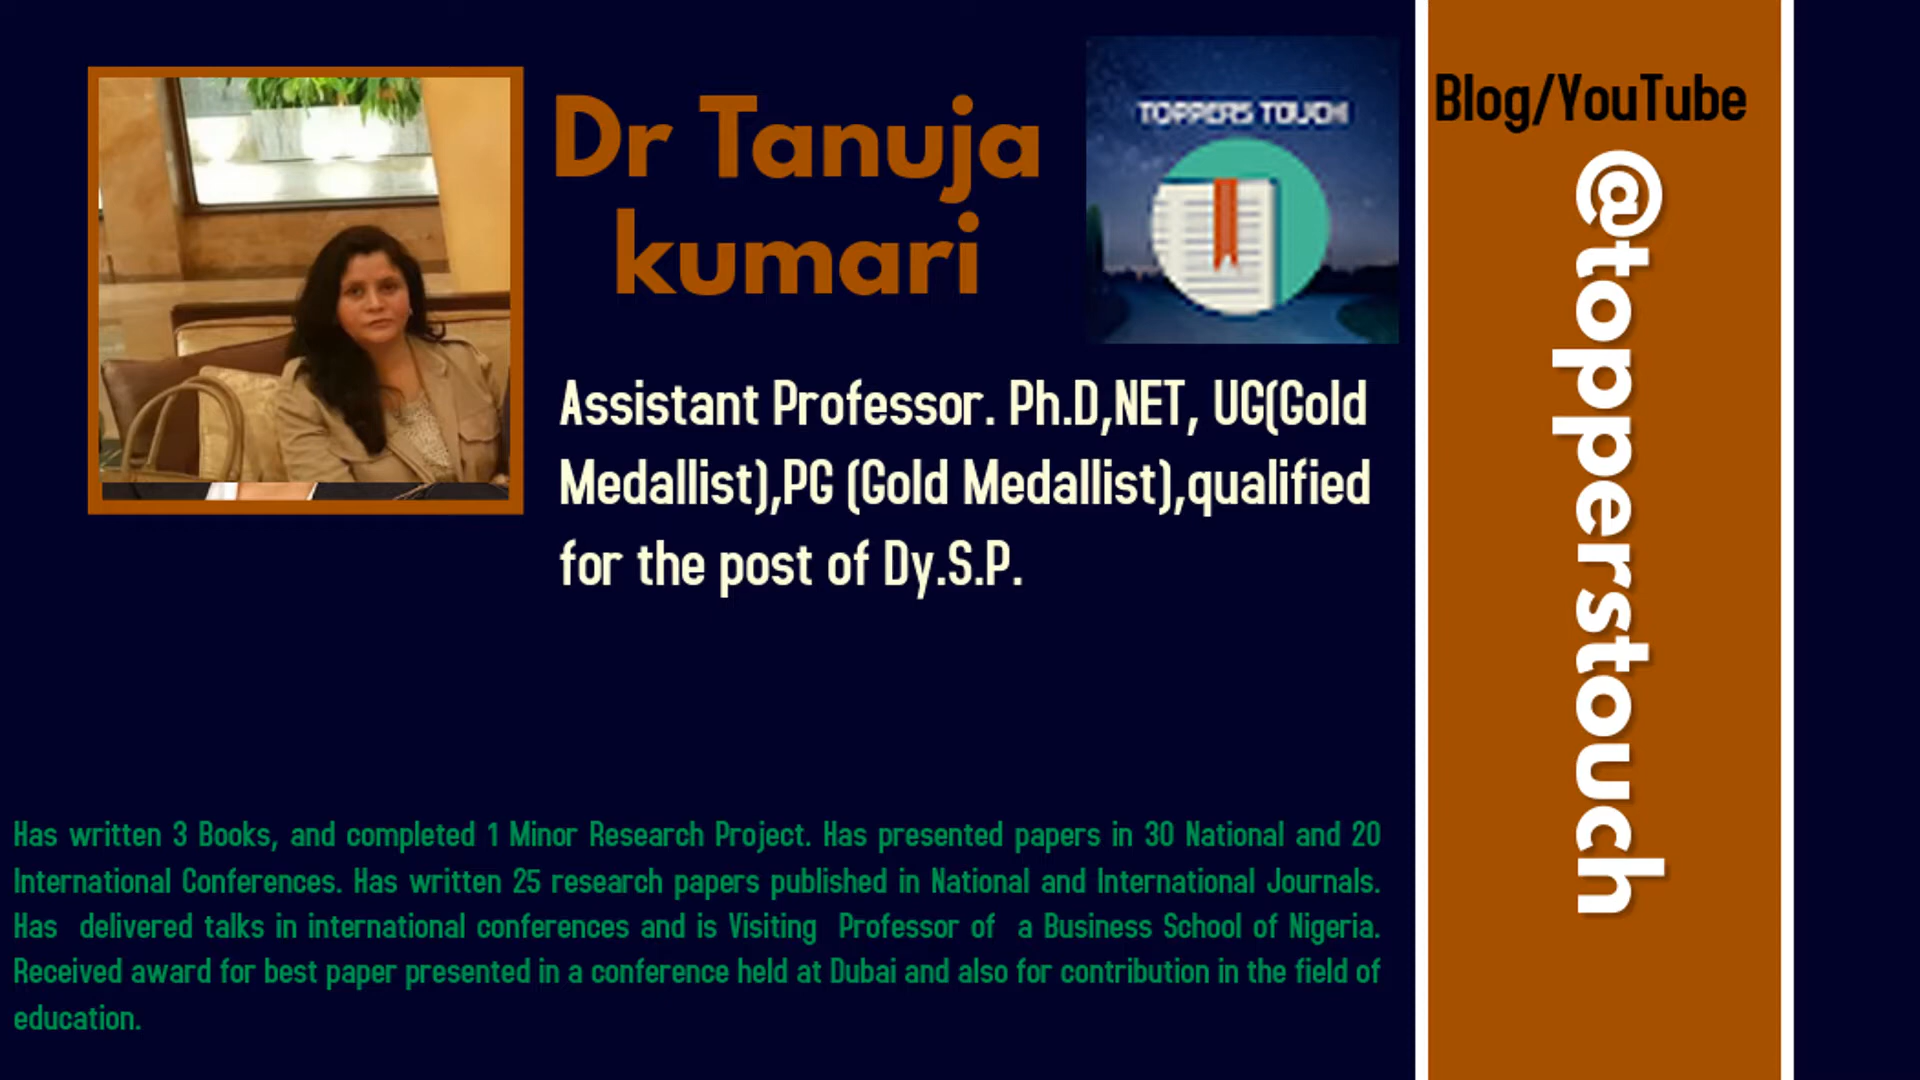 Dr Tanuja
kumari
TOPPERS TOUCH
Assistant Professor. Ph.D,NET, UG(Gold
Medallist),PG (Gold Medallist),qualified
for the post of Dy.S.P.
Has written 3 Books, and completed 1 Minor Research Project. Has presented papers in 30 National and 20
International Conferences. Has written 25 research papers published in National and International Journals.
Has delivered talks in international conferences and is Visiting Professor of a Business School of Nigeria.
Received award for best paper presented in a conference held at Dubai and also for contribution in the field of
education.
Blog/YouTube
@topperstouch